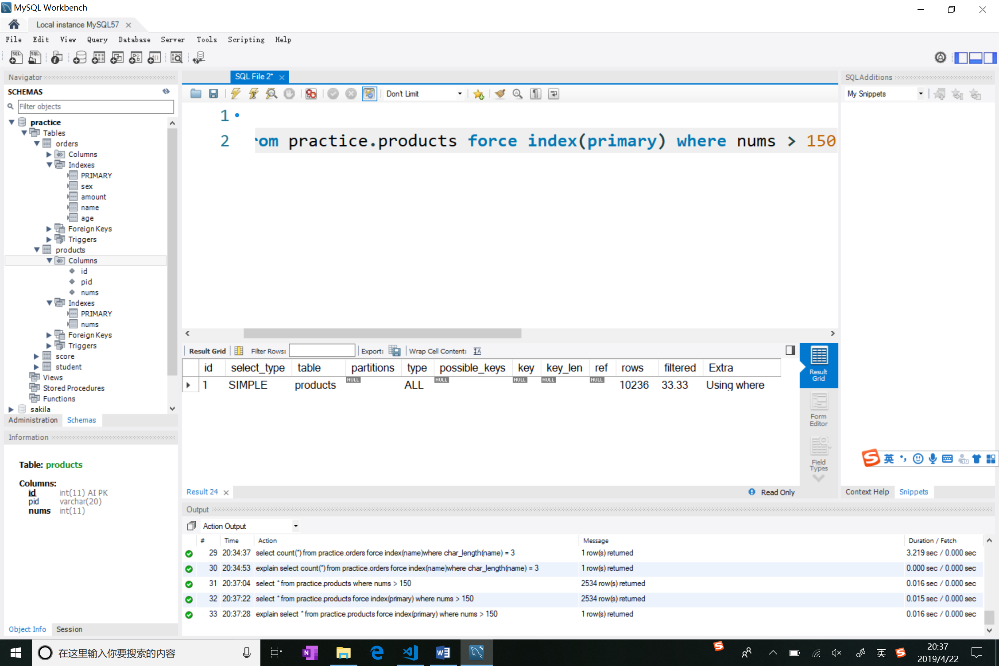 MySQL Workbench
Local instance MySQL57
File Edit View Query Database Server Tools Scripting Help
Navigator
SCHEMAS
Filter objects
practice
Tables
orders
Columns
Indexes
PRIMARY
sex
amount
name
age
Foreign Keys
Triggers
products
Columns
id
pid
nums
Indexes
PRIMARY
nums
Foreign Keys
Triggers
score
student
Views
Stored Procedures
Functions
sakila
Administration Schemas
Information
Table: products
Columns:
id int(11) AI PK
pid varchar(20)
nums int(11)
Object Info Session
SQL File 2*
Don't Limit
1
2 rom practice.products force index(primary) where nums > 150
Result Grid Filter Rows: Export: Wrap Cell Content:
id select_type table partitions type possible_keys key key_len ref rows filtered Extra
1 SIMPLE products NULL ALL NULL NULL NULL NULL 10236 33.33 Using where
Result Grid
Form Editor
Field Types
Result 24 Read Only
SQLAdditions
My Snippets
英
Context Help Snippets
Output
Action Output
# Time Action Message Duration / Fetch
29 20:34:37 select count(*) from practice.orders force index(name)where char_length(name) = 3 1 row(s) returned 3.219 sec / 0.000 sec
30 20:34:53 explain select count(*) from practice.orders force index(name)where char_length(name) = 3 1 row(s) returned 0.000 sec / 0.000 sec
31 20:37:04 select * from practice.products where nums > 150 2534 row(s) returned 0.016 sec / 0.000 sec
32 20:37:22 select * from practice.products force index(primary) where nums > 150 2534 row(s) returned 0.015 sec / 0.000 sec
33 20:37:28 explain select * from practice.products force index(primary) where nums > 150 1 row(s) returned 0.016 sec / 0.000 sec
在这里输入你要搜索的内容
英
20:37
2019/4/22